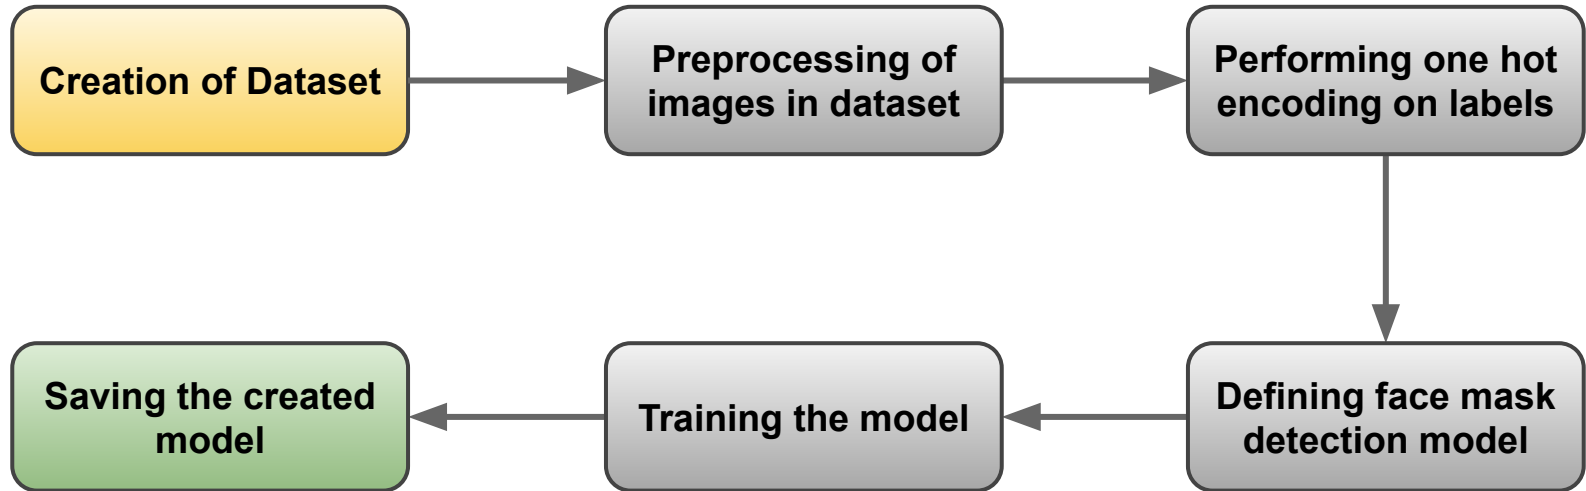 Creation of Dataset
Preprocessing of
images in dataset
Performing one hot
encoding on labels
Defining face mask
detection model
Training the model
Saving the created
model